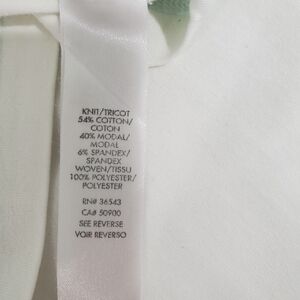 KNIT/TRICOT
54% COTTON/
COTON
40% MODAL/
MODAL
6% SPANDEX/
SPANDEX
WOVEN/TISSU
100% POLYESTER/
POLYESTER
RN# 36543
CA# 50900
SEE REVERSE
VOIR REVERSO